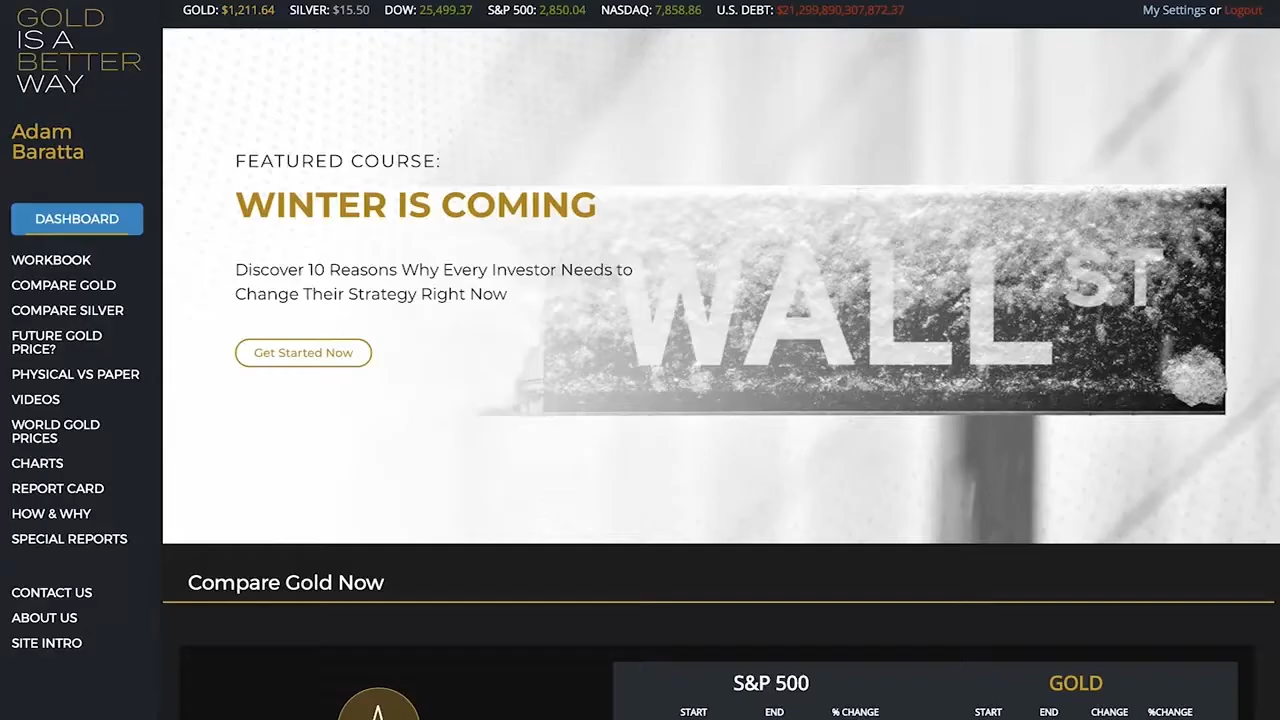 GOLD: $1,211.64 SILVER: $15.50 DOW: 25,499.37 S&P 500: 2,850.04 NASDAQ: 7,858.86 U.S. DEBT: $21,299,890,307,872.37 My Settings or Logout
GOLD
IS A
BETTER
WAY
Adam
Baratta
DASHBOARD
WORKBOOK
COMPARE GOLD
COMPARE SILVER
FUTURE GOLD
PRICE?
PHYSICAL VS PAPER
VIDEOS
WORLD GOLD
PRICES
CHARTS
REPORT CARD
HOW & WHY
SPECIAL REPORTS
CONTACT US
ABOUT US
SITE INTRO
FEATURED COURSE:
WINTER IS COMING
Discover 10 Reasons Why Every Investor Needs to
Change Their Strategy Right Now
Get Started Now
WALL ST
Compare Gold Now
S&P 500 GOLD
START END % CHANGE START END CHANGE %CHANGE